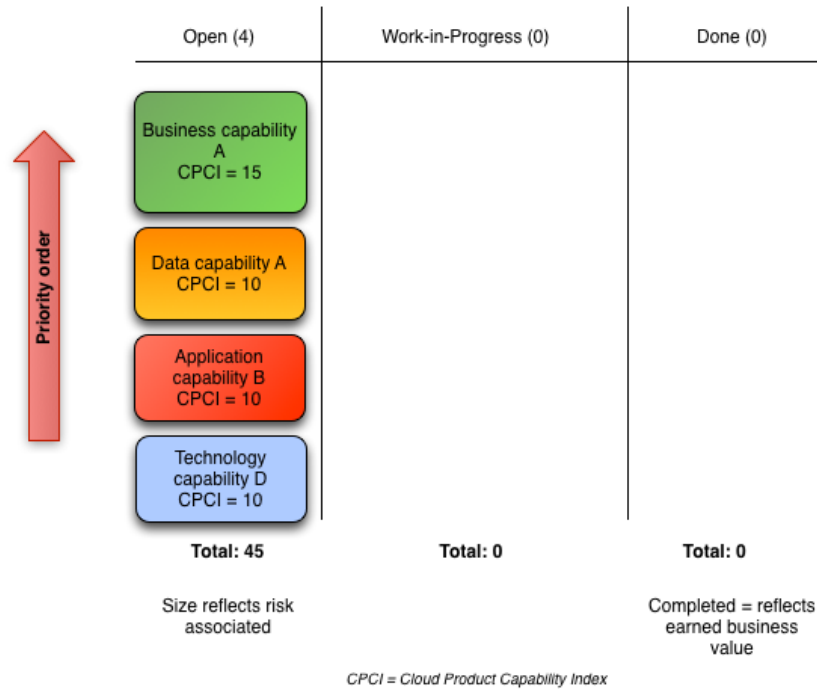 Open (4)
Work-in-Progress (0)
Done (0)
Priority order
Business capability
A
CPCI = 15
Data capability A
CPCI = 10
Application
capability B
CPCI = 10
Technology
capability D
CPCI = 10
Total: 45
Total: 0
Total: 0
Size reflects risk
associated
Completed = reflects
earned business
value
CPCI = Cloud Product Capability Index